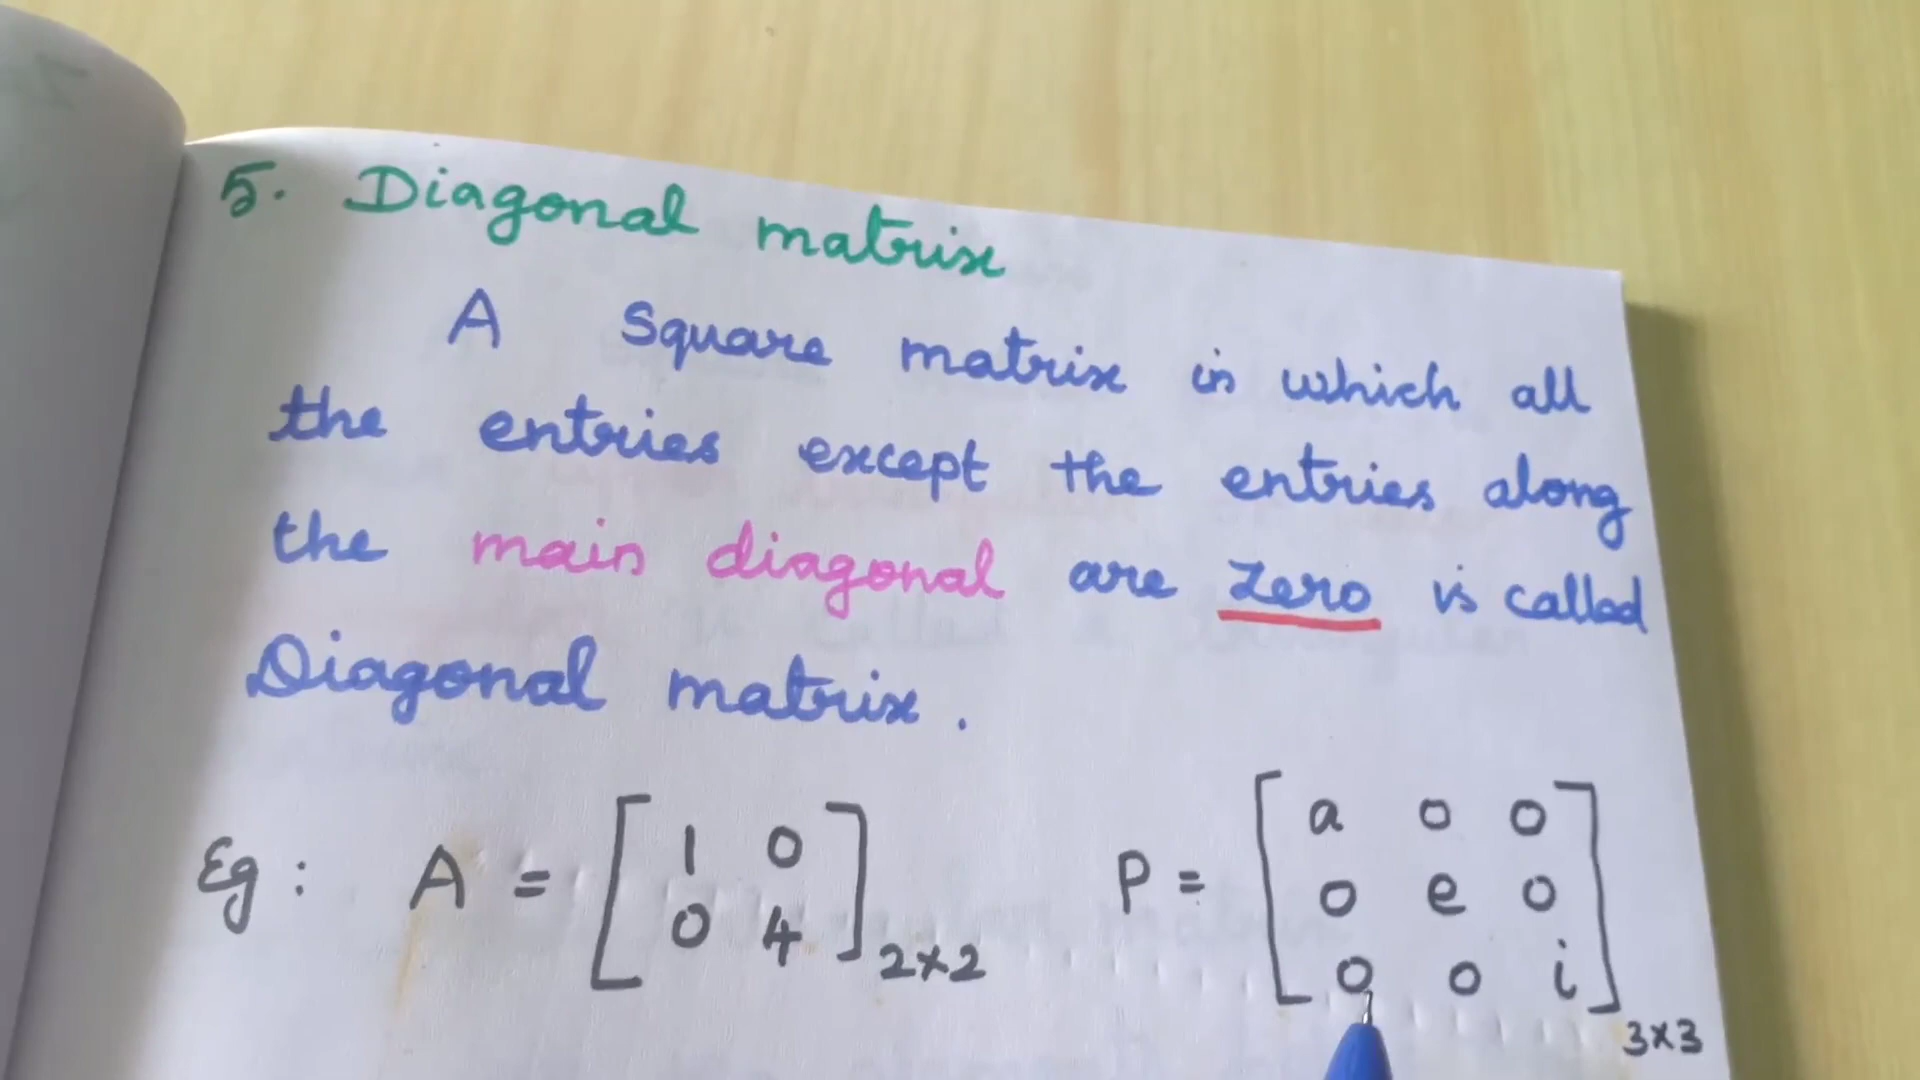 5. Diagonal matrix
A Square matrix in which all
the entries except the entries along
the main diagonal are Zero is called
Diagonal matrix.
Eg: A = [1 0
0 4] 2×2
P = [a 0 0
0 e 0
0 0 i] 3×3